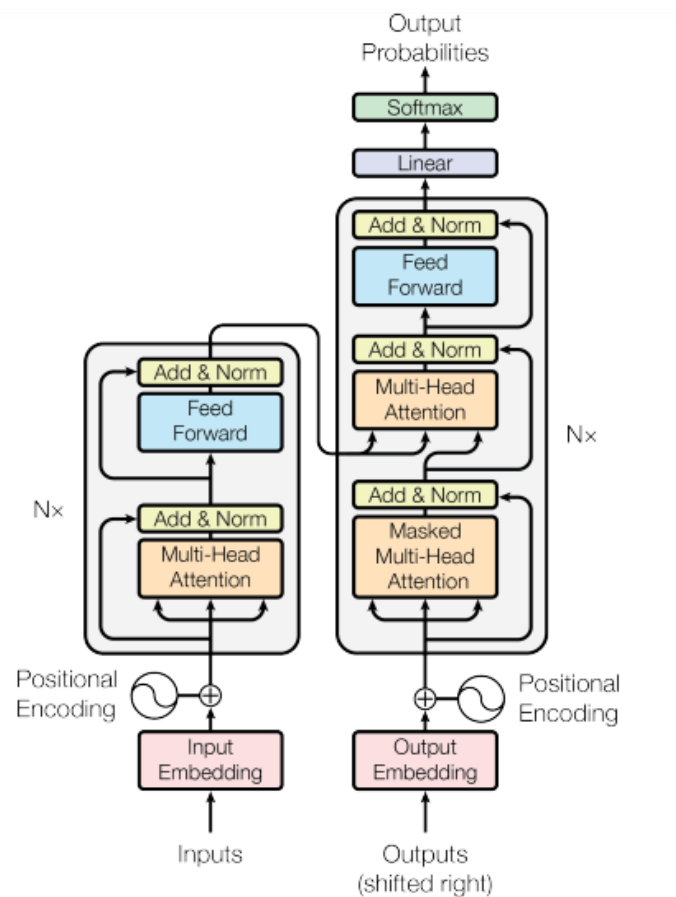 Output
Probabilities
Softmax
Linear
Add & Norm
Feed
Forward
Add & Norm
Multi-Head
Attention
Add & Norm
Masked
Multi-Head
Attention
Nx
Add & Norm
Feed
Forward
Add & Norm
Multi-Head
Attention
Nx
Positional
Encoding
Positional
Encoding
Input
Embedding
Output
Embedding
Inputs
Outputs
(shifted right)